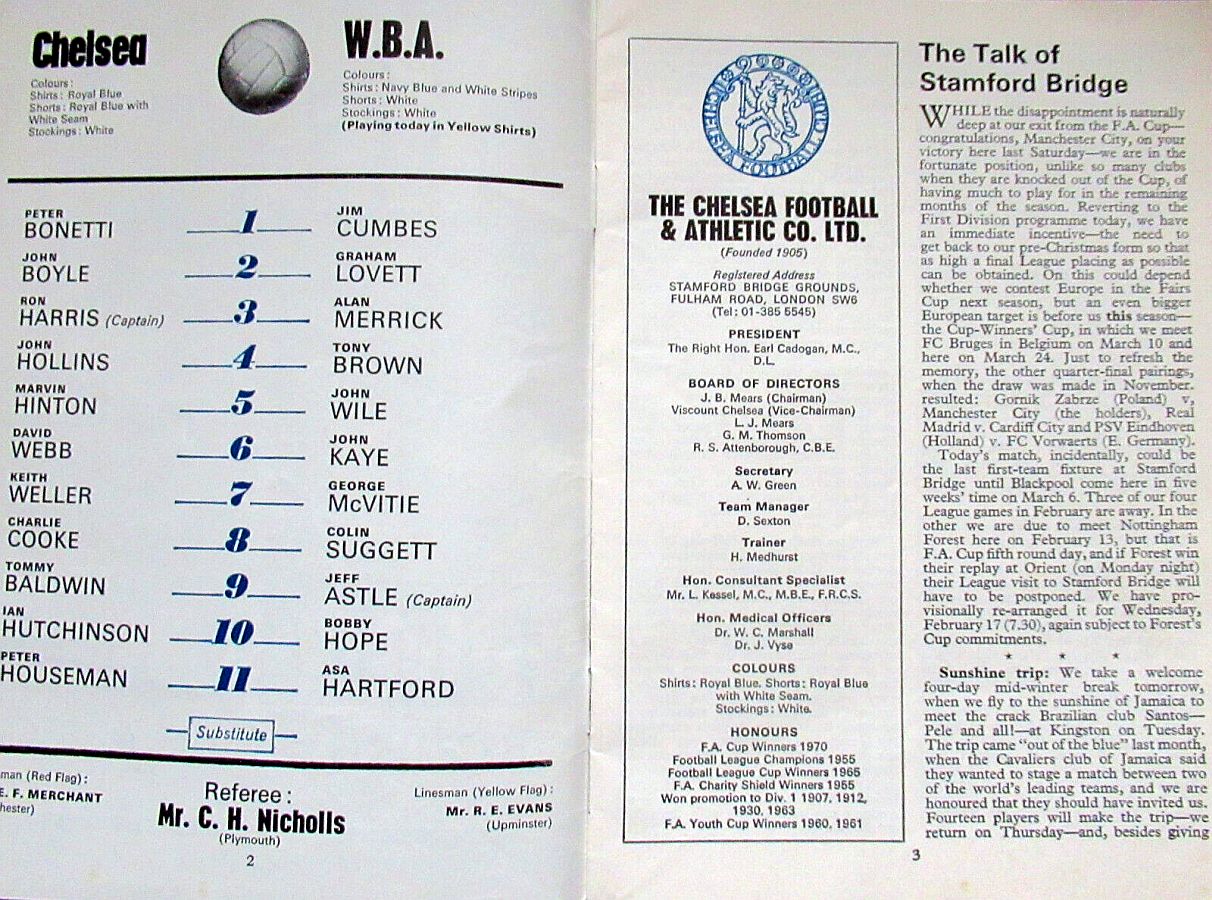 Chelsea
Colours:
Shirts: Royal Blue
Shorts: Royal Blue with
White Seam
Stockings: White
W.B.A.
Colours:
Shirts: Navy Blue and White Stripes
Shorts: White
Stockings: White
(Playing today in Yellow Shirts)
PETER
BONETTI
1
JIM
CUMBES
JOHN
BOYLE
2
GRAHAM
LOVETT
RON
HARRIS (Captain)
3
ALAN
MERRICK
JOHN
HOLLINS
4
TONY
BROWN
MARVIN
HINTON
5
JOHN
WILE
DAVID
WEBB
6
JOHN
KAYE
KEITH
WELLER
7
GEORGE
McVITIE
CHARLIE
COOKE
8
COLIN
SUGGETT
TOMMY
BALDWIN
9
JEFF
ASTLE (Captain)
IAN
HUTCHINSON
10
BOBBY
HOPE
PETER
HOUSEMAN
11
ASA
HARTFORD
Substitute
man (Red Flag):
E. F. MERCHANT
hester)
Referee:
Mr. C. H. Nicholls
(Plymouth)
Linesman (Yellow Flag):
Mr. R. E. EVANS
(Upminster)
2
CHELSEA FOOTBALL CLUB
THE CHELSEA FOOTBALL
& ATHLETIC CO. LTD.
(Founded 1905)
Registered Address
STAMFORD BRIDGE GROUNDS,
FULHAM ROAD, LONDON SW6
(Tel: 01-385 5545)
PRESIDENT
The Right Hon. Earl Cadogan, M.C.,
D.L.
BOARD OF DIRECTORS
J. B. Mears (Chairman)
Viscount Chelsea (Vice-Chairman)
L. J. Mears
G. M. Thomson
R. S. Attenborough, C.B.E.
Secretary
A. W. Green
Team Manager
D. Sexton
Trainer
H. Medhurst
Hon. Consultant Specialist
Mr. L. Kessel, M.C., M.B.E., F.R.C.S.
Hon. Medical Officers
Dr. W. C. Marshall
Dr. J. Vyse
COLOURS
Shirts: Royal Blue. Shorts: Royal Blue
with White Seam.
Stockings: White.
HONOURS
F.A. Cup Winners 1970
Football League Champions 1955
Football League Cup Winners 1965
F.A. Charity Shield Winners 1955
Won promotion to Div. 1 1907, 1912,
1930, 1963
F.A. Youth Cup Winners 1960, 1961
The Talk of
Stamford Bridge
WHILE the disappointment is naturally
deep at our exit from the F.A. Cup—
congratulations, Manchester City, on your
victory here last Saturday—we are in the
fortunate position, unlike so many clubs
when they are knocked out of the Cup, of
having much to play for in the remaining
months of the season. Reverting to the
First Division programme today, we have
an immediate incentive—the need to
get back to our pre-Christmas form so that
as high a final League placing as possible
can be obtained. On this could depend
whether we contest Europe in the Fairs
Cup next season, but an even bigger
European target is before us this season—
the Cup-Winners' Cup, in which we meet
FC Bruges in Belgium on March 10 and
here on March 24. Just to refresh the
memory, the other quarter-final pairings,
when the draw was made in November.
resulted: Gornik Zabrze (Poland) v,
Manchester City (the holders), Real
Madrid v. Cardiff City and PSV Eindhoven
(Holland) v. FC Vorwaerts (E. Germany).
Today's match, incidentally, could be
the last first-team fixture at Stamford
Bridge until Blackpool come here in five
weeks' time on March 6. Three of our four
League games in February are away. In the
other we are due to meet Nottingham
Forest here on February 13, but that is
F.A. Cup fifth round day, and if Forest win
their replay at Orient (on Monday night)
their League visit to Stamford Bridge will
have to be postponed. We have pro-
visionally re-arranged it for Wednesday,
February 17 (7.30), again subject to Forest's
Cup commitments.
* * *
Sunshine trip: We take a welcome
four-day mid-winter break tomorrow,
when we fly to the sunshine of Jamaica to
meet the crack Brazilian club Santos—
Pele and all!—at Kingston on Tuesday.
The trip came "out of the blue" last month,
when the Cavaliers club of Jamaica said
they wanted to stage a match between two
of the world's leading teams, and we are
honoured that they should have invited us.
Fourteen players will make the trip—we
return on Thursday—and, besides giving
3